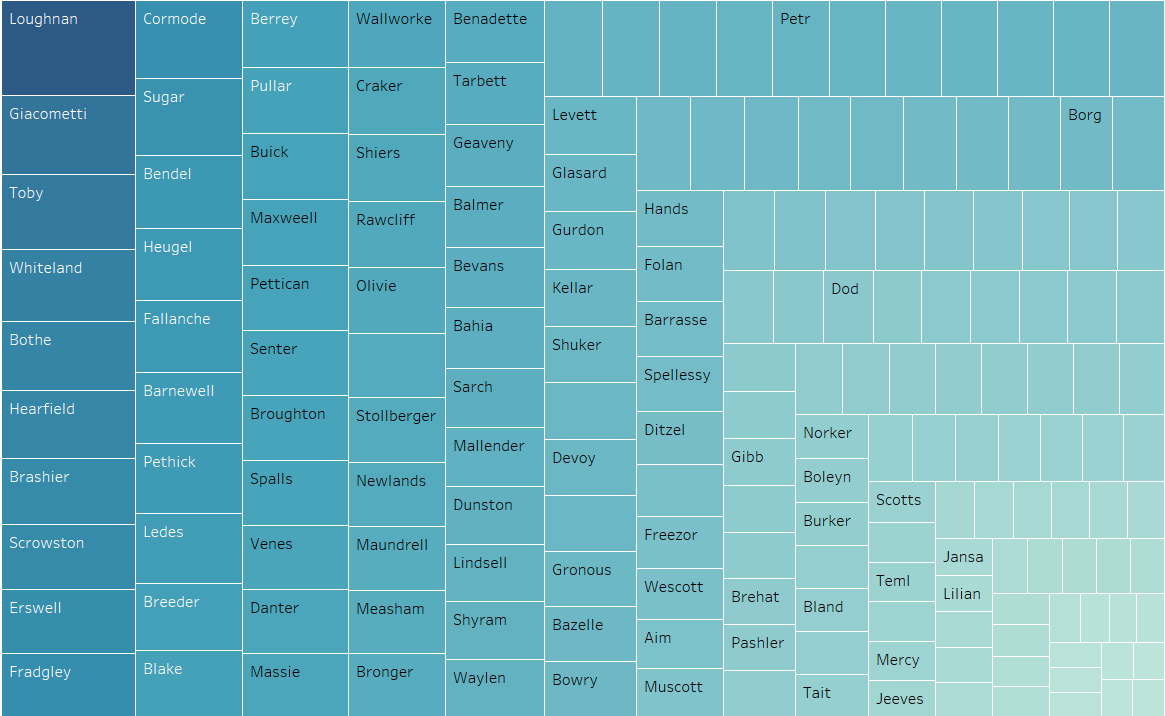 Loughnan
Giacometti
Toby
Whiteland
Bothe
Hearfield
Brashier
Scrowston
Erswell
Fradgley
Cormode
Sugar
Bendel
Heugel
Fallanche
Barnewell
Pethick
Ledes
Breeder
Blake
Berrey
Pullar
Buick
Maxweell
Pettican
Senter
Broughton
Spalls
Venes
Danter
Massie
Wallworke
Craker
Shiers
Rawcliff
Olivie
Stollberger
Newlands
Maundrell
Measham
Bronger
Benadette
Tarbett
Geaveny
Balmer
Bevans
Bahia
Sarch
Mallender
Dunston
Lindsell
Shyram
Waylen
Petr
Levett
Glasard
Gurdon
Kellar
Shuker
Devoy
Gronous
Bazelle
Bowry
Borg
Hands
Folan
Barrasse
Spellessy
Ditzel
Freezor
Wescott
Aim
Muscott
Dod
Gibb
Brehat
Pashler
Norker
Boleyn
Burker
Bland
Tait
Scotts
Teml
Mercy
Jeeves
Jansa
Lilian